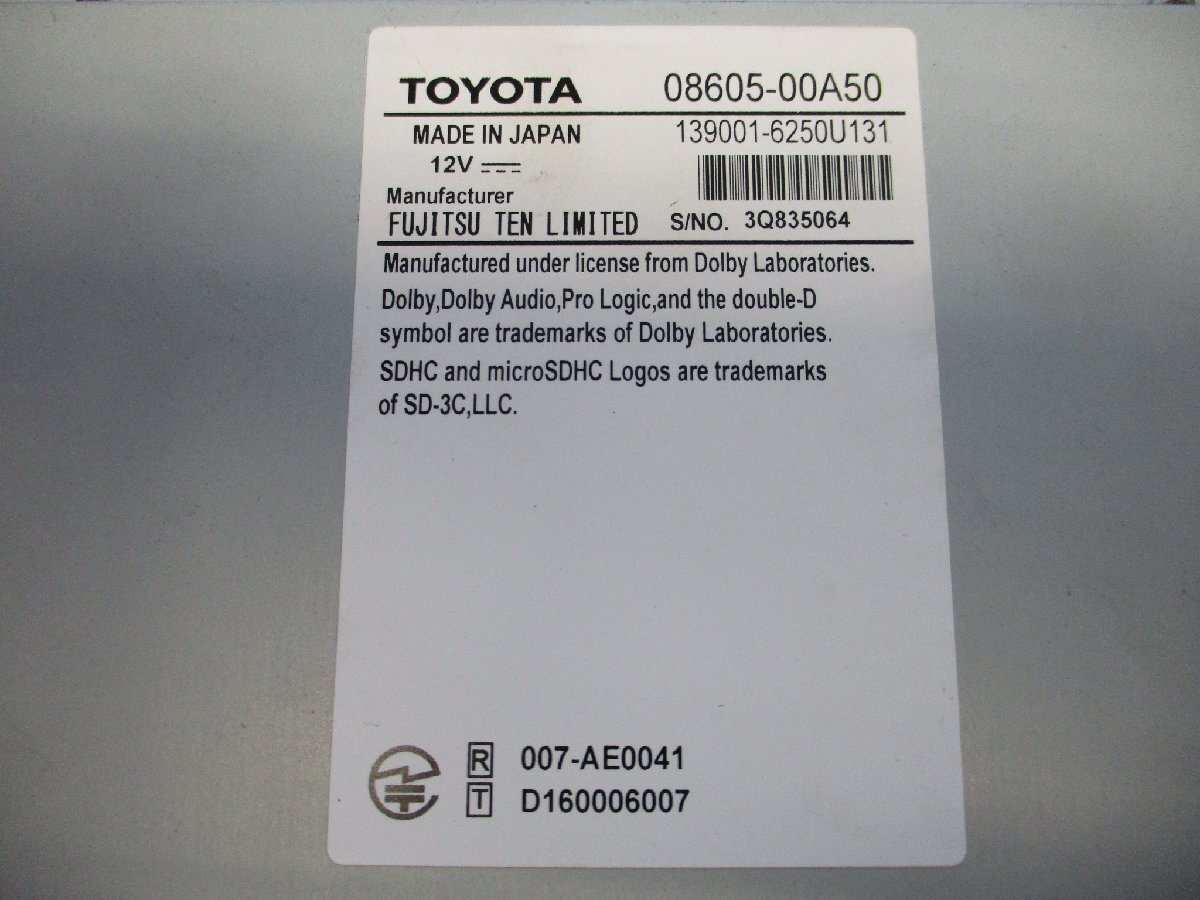 TOYOTA 08605-00A50
MADE IN JAPAN 139001-6250U131
12V
Manufacturer
FUJITSU TEN LIMITED S/NO. 3Q835064
Manufactured under license from Dolby Laboratories.
Dolby,Dolby Audio,Pro Logic,and the double-D
symbol are trademarks of Dolby Laboratories.
SDHC and microSDHC Logos are trademarks
of SD-3C,LLC.
R 007-AE0041
T D160006007